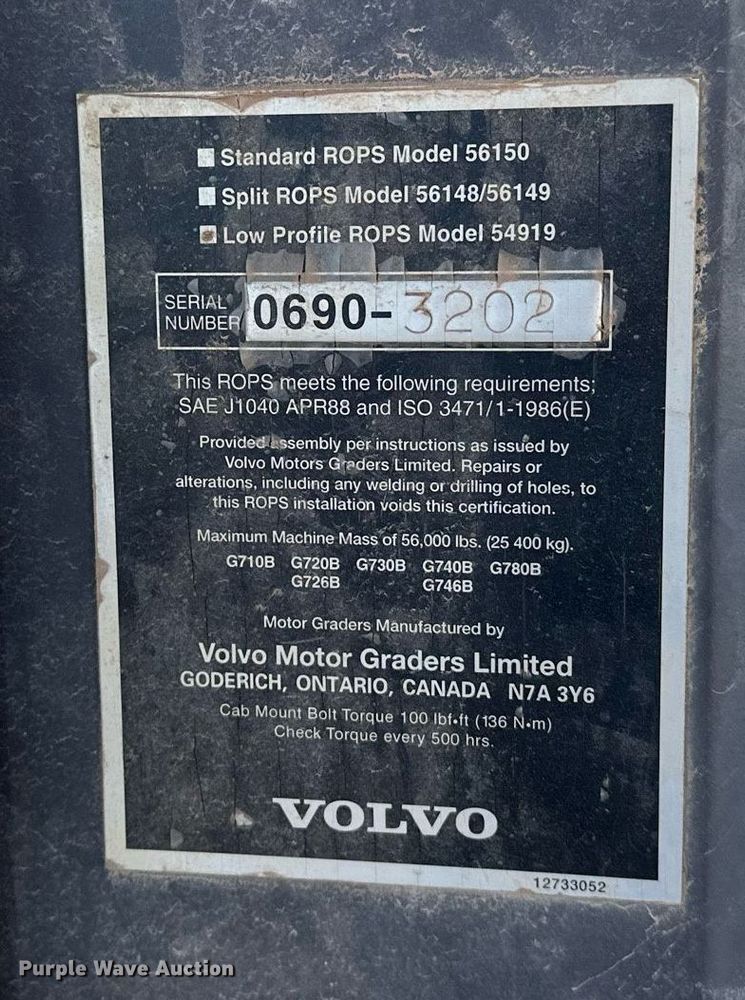 Standard ROPS Model 56150
Split ROPS Model 56148/56149
Low Profile ROPS Model 54919
SERIAL NUMBER 0690-3202
This ROPS meets the following requirements;
SAE J1040 APR88 and ISO 3471/1-1986(E)
Provided assembly per instructions as issued by
Volvo Motors Graders Limited. Repairs or
alterations, including any welding or drilling of holes, to
this ROPS installation voids this certification.
Maximum Machine Mass of 56,000 lbs. (25 400 kg).
G710B G720B G730B G740B G780B
G726B G746B
Motor Graders Manufactured by
Volvo Motor Graders Limited
GODERICH, ONTARIO, CANADA N7A 3Y6
Cab Mount Bolt Torque 100 lbf•ft (136 N•m)
Check Torque every 500 hrs.
VOLVO
12733052
Purple Wave Auction